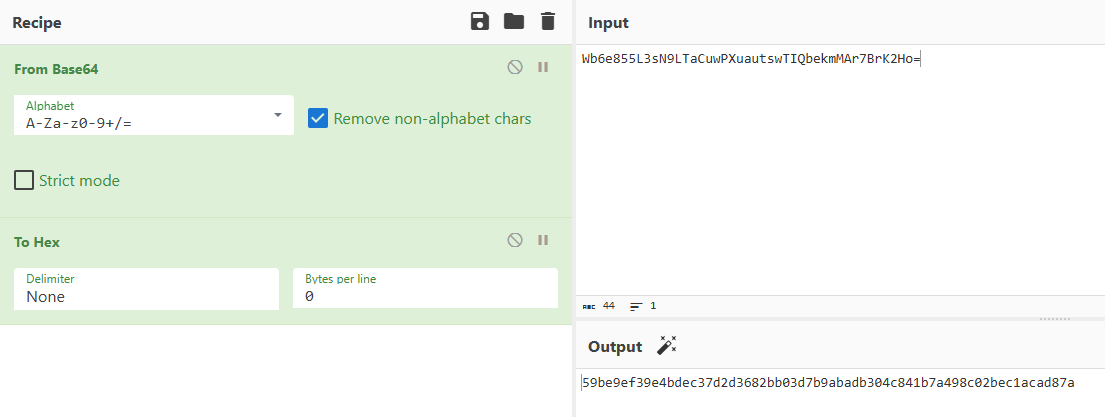 Recipe
From Base64
Alphabet
A-Za-z0-9+/=
Remove non-alphabet chars
Strict mode
To Hex
Delimiter
None
Bytes per line
0
Input
Wb6e855L3sN9LTaCuwPXuautswTIQbekmMAr7BrK2Ho=
ABC 44
1
Output
59be9ef39e4bdec37d2d3682bb03d7b9abadb304c841b7a498c02bec1acad87a